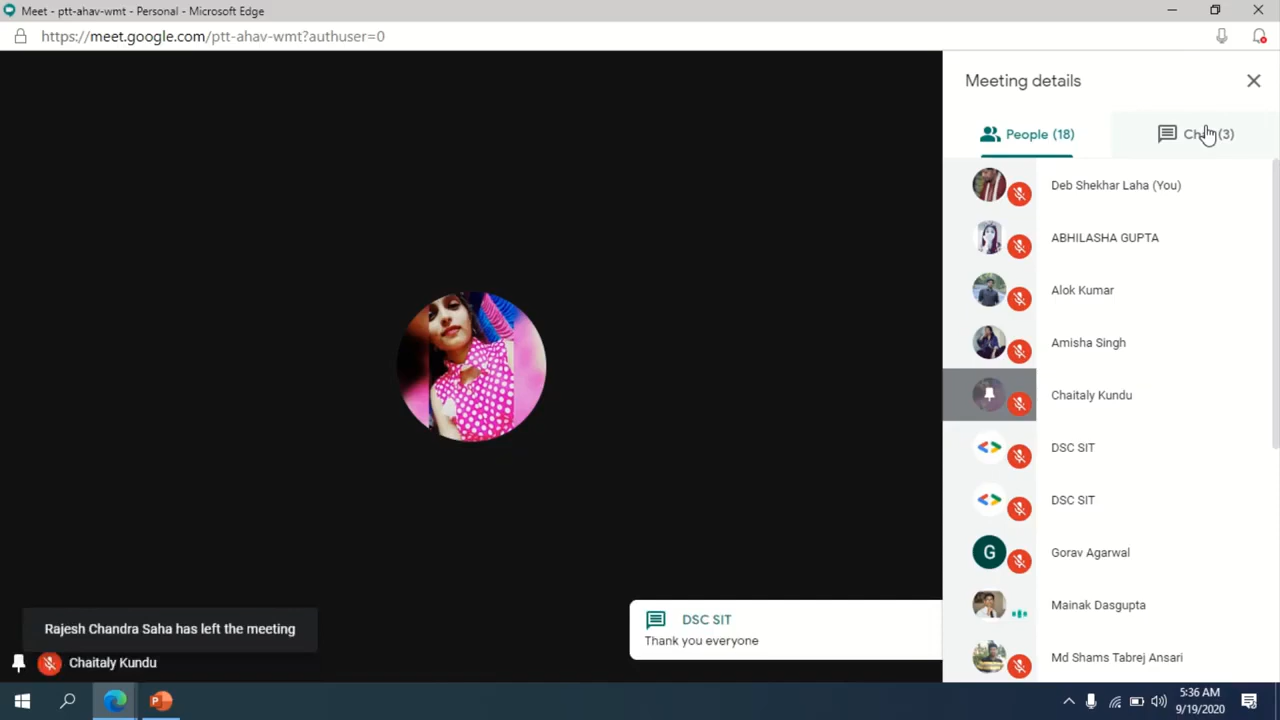 Meet - ptt-ahav-wmt - Personal - Microsoft Edge
https://meet.google.com/ptt-ahav-wmt?authuser=0
Meeting details
People (18)
(3)
Deb Shekhar Laha (You)
ABHILASHA GUPTA
Alok Kumar
Amisha Singh
Chaitaly Kundu
DSC SIT
DSC SIT
G
Gorav Agarwal
Mainak Dasgupta
Md Shams Tabrej Ansari
DSC SIT
Thank you everyone
Rajesh Chandra Saha has left the meeting
Chaitaly Kundu
5:36 AM
9/19/2020